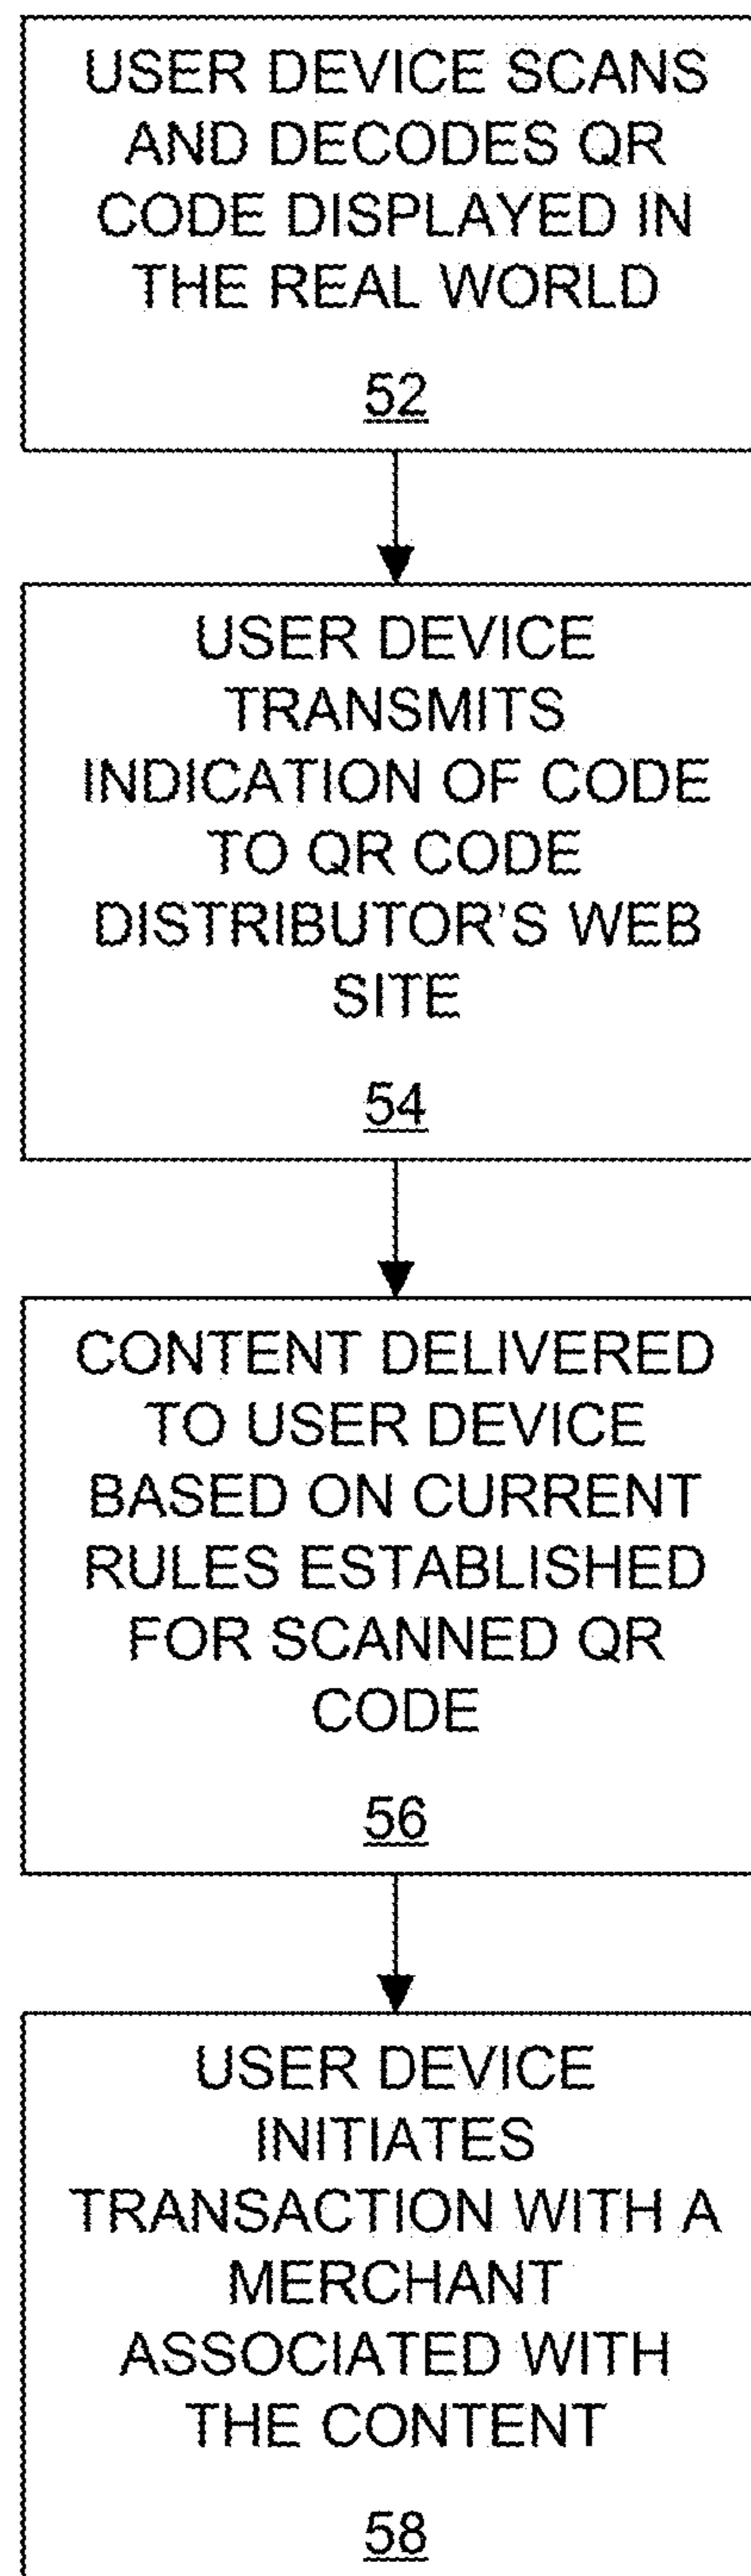 USER DEVICE SCANS
AND DECODES QR
CODE DISPLAYED IN
THE REAL WORLD
52
USER DEVICE
TRANSMITS
INDICATION OF CODE
TO QR CODE
DISTRIBUTOR'S WEB
SITE
54
CONTENT DELIVERED
TO USER DEVICE
BASED ON CURRENT
RULES ESTABLISHED
FOR SCANNED QR
CODE
56
USER DEVICE
INITIATES
TRANSACTION WITH A
MERCHANT
ASSOCIATED WITH
THE CONTENT
58